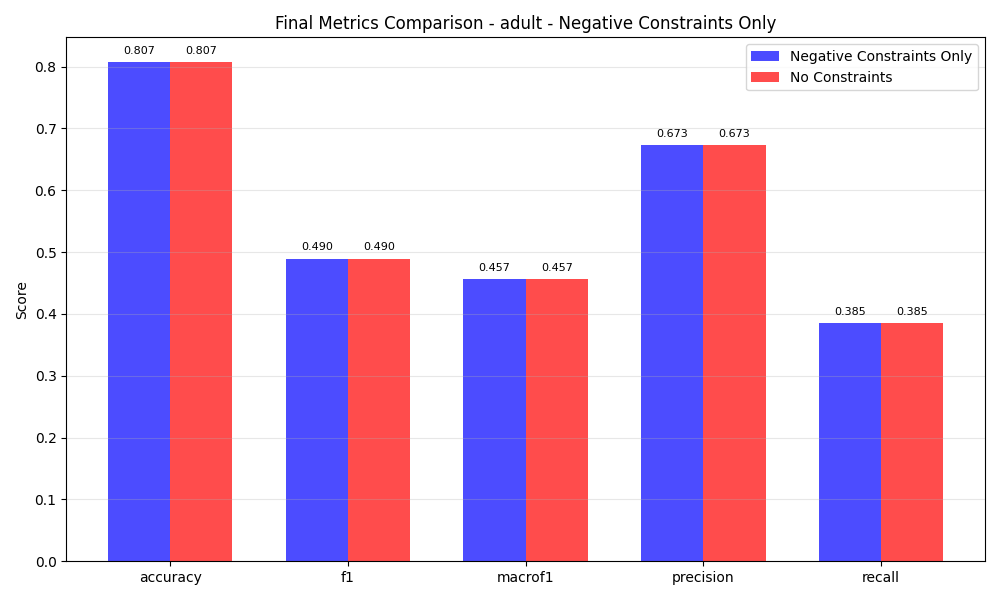 Final Metrics Comparison - adult - Negative Constraints Only
Negative Constraints Only
No Constraints
Score
0.8
0.7
0.6
0.5
0.4
0.3
0.2
0.1
0.0
0.807 0.807
0.490 0.490
0.457 0.457
0.673 0.673
0.385 0.385
accuracy f1 macrof1 precision recall